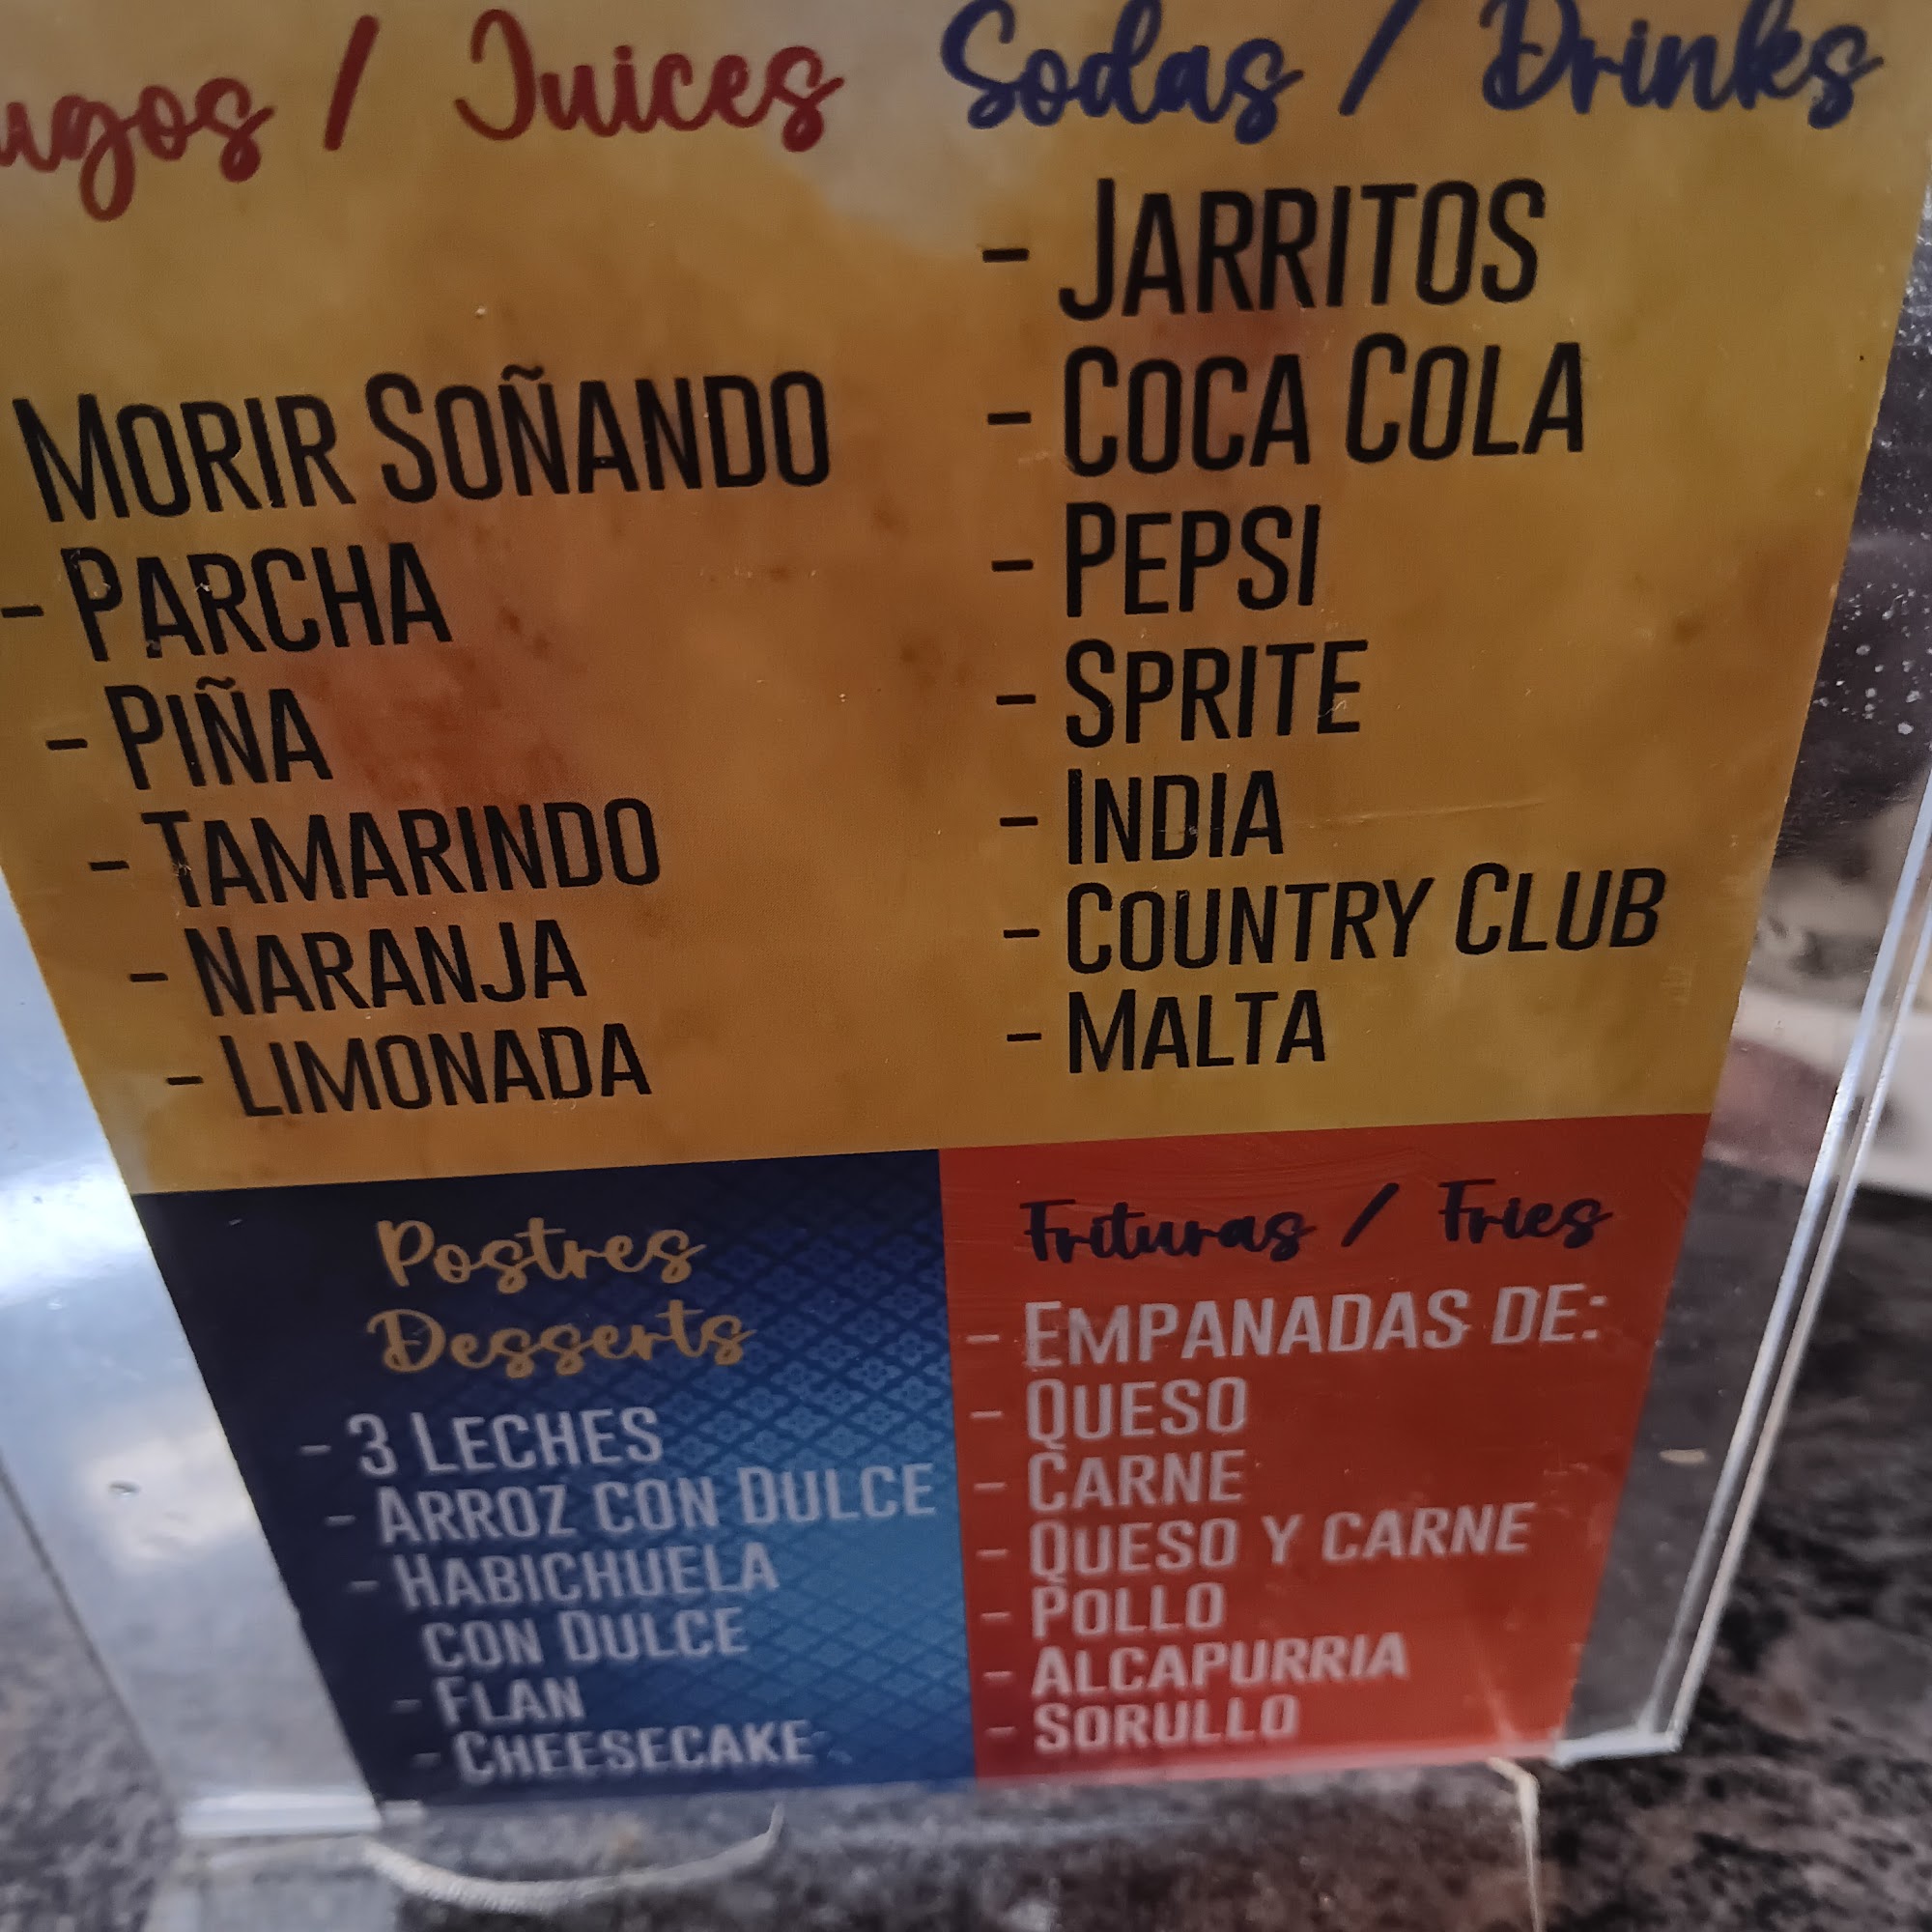 ugos / Juices
Morir Soñando
- Parcha
- Piña
- Tamarindo
- Naranja
- Limonada
Sodas / Drinks
- Jarritos
- Coca Cola
- Pepsi
- Sprite
- India
- Country Club
- Malta
Postres
Desserts
- 3 Leches
- Arroz con Dulce
- Habichuela
con Dulce
- Flan
- Cheesecake
Frituras / Fries
- Empanadas de:
- Queso
- Carne
- Queso y carne
- Pollo
- Alcapurria
- Sorullo